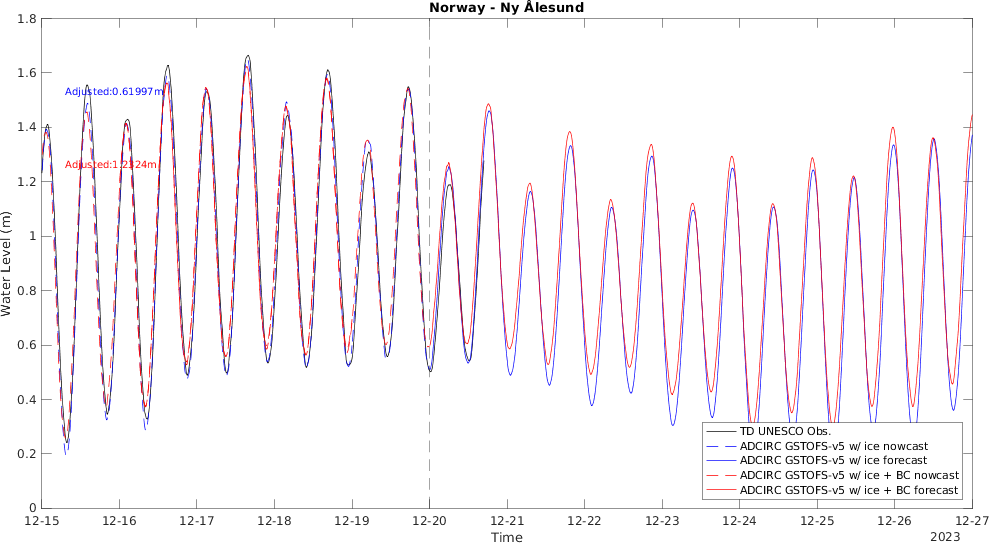 Norway - Ny Ålesund
1.8
1.6
1.4
1.2
1
0.8
0.6
0.4
0.2
0
Water Level (m)
Adjusted:0.61997m
Adjusted:1.2324m
TD UNESCO Obs.
ADCIRC GSTOFS-v5 w/ ice nowcast
ADCIRC GSTOFS-v5 w/ ice forecast
ADCIRC GSTOFS-v5 w/ ice + BC nowcast
ADCIRC GSTOFS-v5 w/ ice + BC forecast
12-15 12-16 12-17 12-18 12-19 12-20 12-21 12-22 12-23 12-24 12-25 12-26 12-27
Time
2023